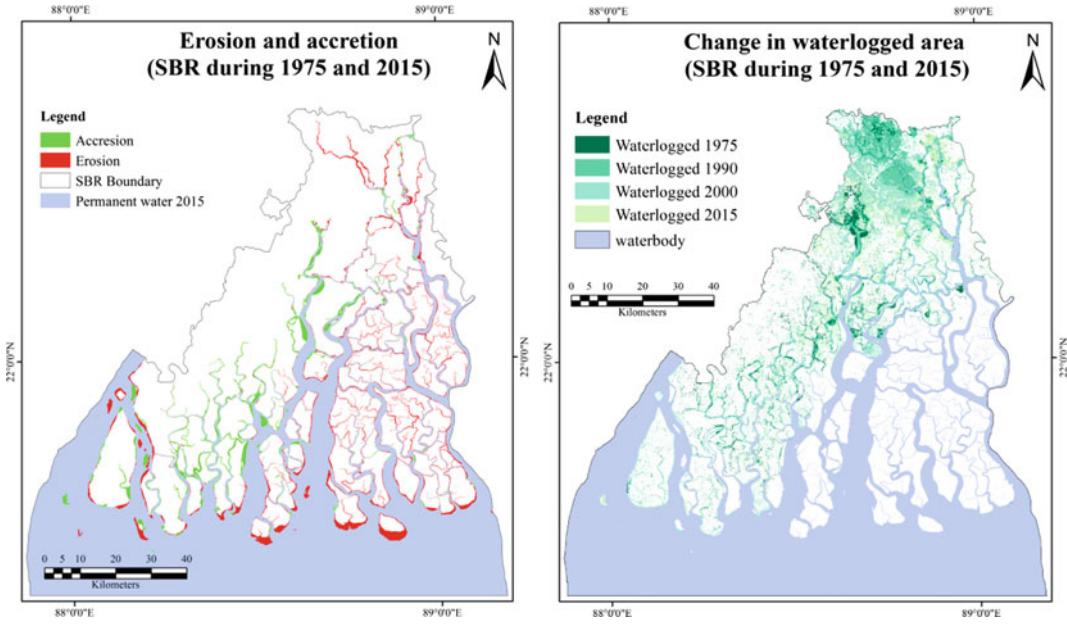 88°0'0"E
89°0'0"E
Erosion and accretion
(SBR during 1975 and 2015)
N
Legend
Accresion
Erosion
SBR Boundary
Permanent water 2015
22°0'0"N
22°0'0"N
0 5 10 20 30 40
Kilometers
88°0'0"E
89°0'0"E
88°0'0"E
89°0'0"E
Change in waterlogged area
(SBR during 1975 and 2015)
N
Legend
Waterlogged 1975
Waterlogged 1990
Waterlogged 2000
Waterlogged 2015
waterbody
0 5 10 20 30 40
Kilometers
22°0'0"N
22°0'0"N
88°0'0"E
89°0'0"E